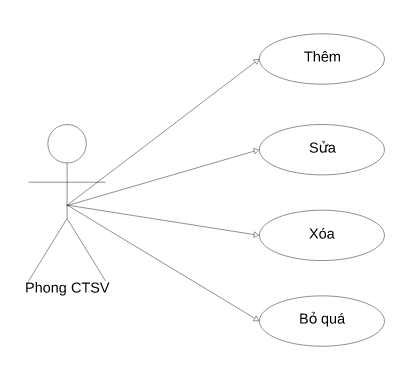 Thêm
Sửa
Xóa
Phong CTSV
Bỏ quá